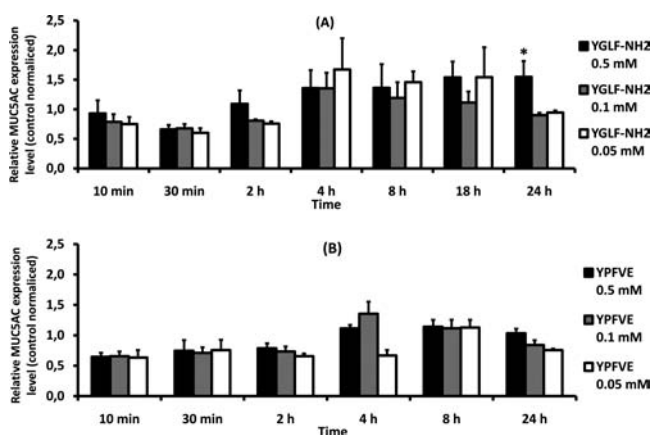 (A)
Relative MUC5AC expression
level (control normaliced)
2,5
2,0
1,5
1,0
0,5
0,0
*
10 min 30 min 2 h 4 h 8 h 18 h 24 h
Time
YGLF-NH2
0.5 mM
YGLF-NH2
0.1 mM
YGLF-NH2
0.05 mM
(B)
Relative MUC5AC expression
level (control normaliced)
2,5
2,0
1,5
1,0
0,5
0,0
10 min 30 min 2 h 4 h 8 h 24 h
Time
YPFVE
0.5 mM
YPFVE
0.1 mM
YPFVE
0.05 mM